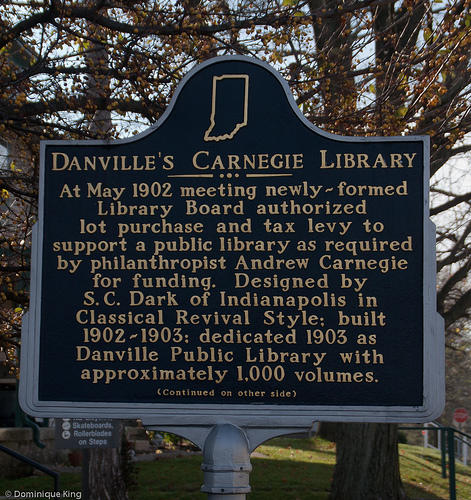 DANVILLE'S CARNEGIE LIBRARY
At May 1902 meeting newly-formed
Library Board authorized
lot purchase and tax levy to
support a public library as required
by philanthropist Andrew Carnegie
for funding. Designed by
S.C. Dark of Indianapolis in
Classical Revival Style; built
1902-1903; dedicated 1903 as
Danville Public Library with
approximately 1,000 volumes.
(Continued on other side)
Skateboards,
Rollerblades
on Steps
© Dominique King